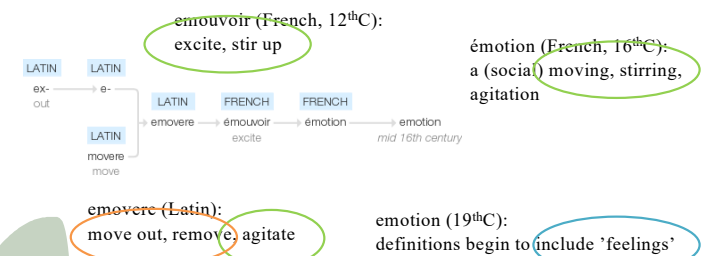 emouvoir (French, 12thC):
excite, stir up
émotion (French, 16thC):
a (social) moving, stirring,
agitation
LATIN LATIN
ex- e-
out
LATIN FRENCH FRENCH
emovere émouvoir émotion emotion
excite mid 16th century
LATIN
movere
move
emovere (Latin):
move out, remove, agitate
emotion (19thC):
definitions begin to include ’feelings’